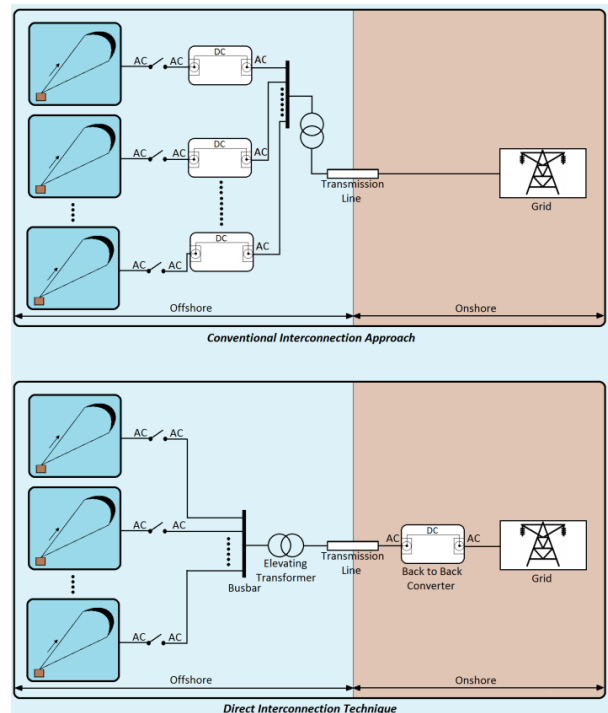 AC AC DC AC
AC AC DC AC
AC AC DC AC
Transmission
Line
Grid
Offshore
Onshore
Conventional Interconnection Approach
AC AC
AC AC
AC AC
Busbar
Elevating
Transformer
Transmission
Line
AC DC AC
Back to Back
Converter
Grid
Offshore
Onshore
Direct Interconnection Technique